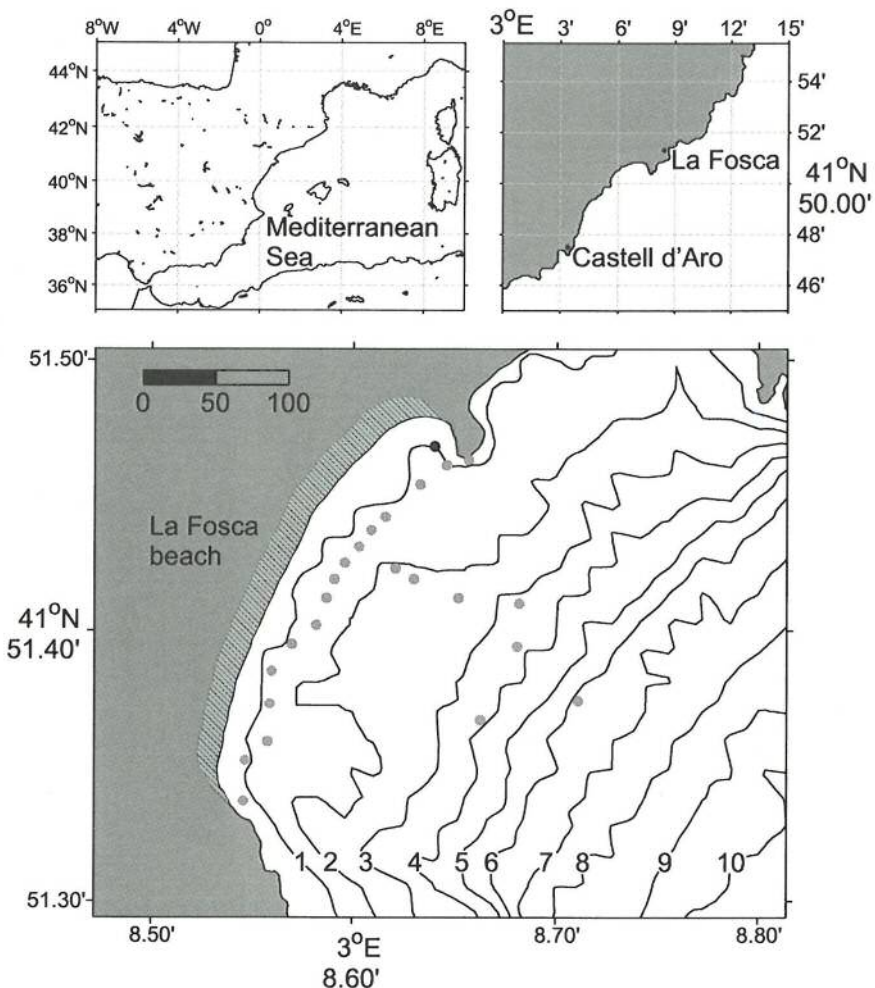 8°W 4°W 0° 4°E 8°E
44°N
42°N
40°N
38°N
36°N
Mediterranean
Sea
3°E 3' 6' 9' 12' 15'
54'
52'
La Fosca
41°N
50.00'
48'
Castell d'Aro
46'
51.50'
0 50 100
La Fosca
beach
41°N
51.40'
1 2 3 4 5 6 7 8 9 10
51.30'
8.50' 3°E 8.70' 8.80'
8.60'